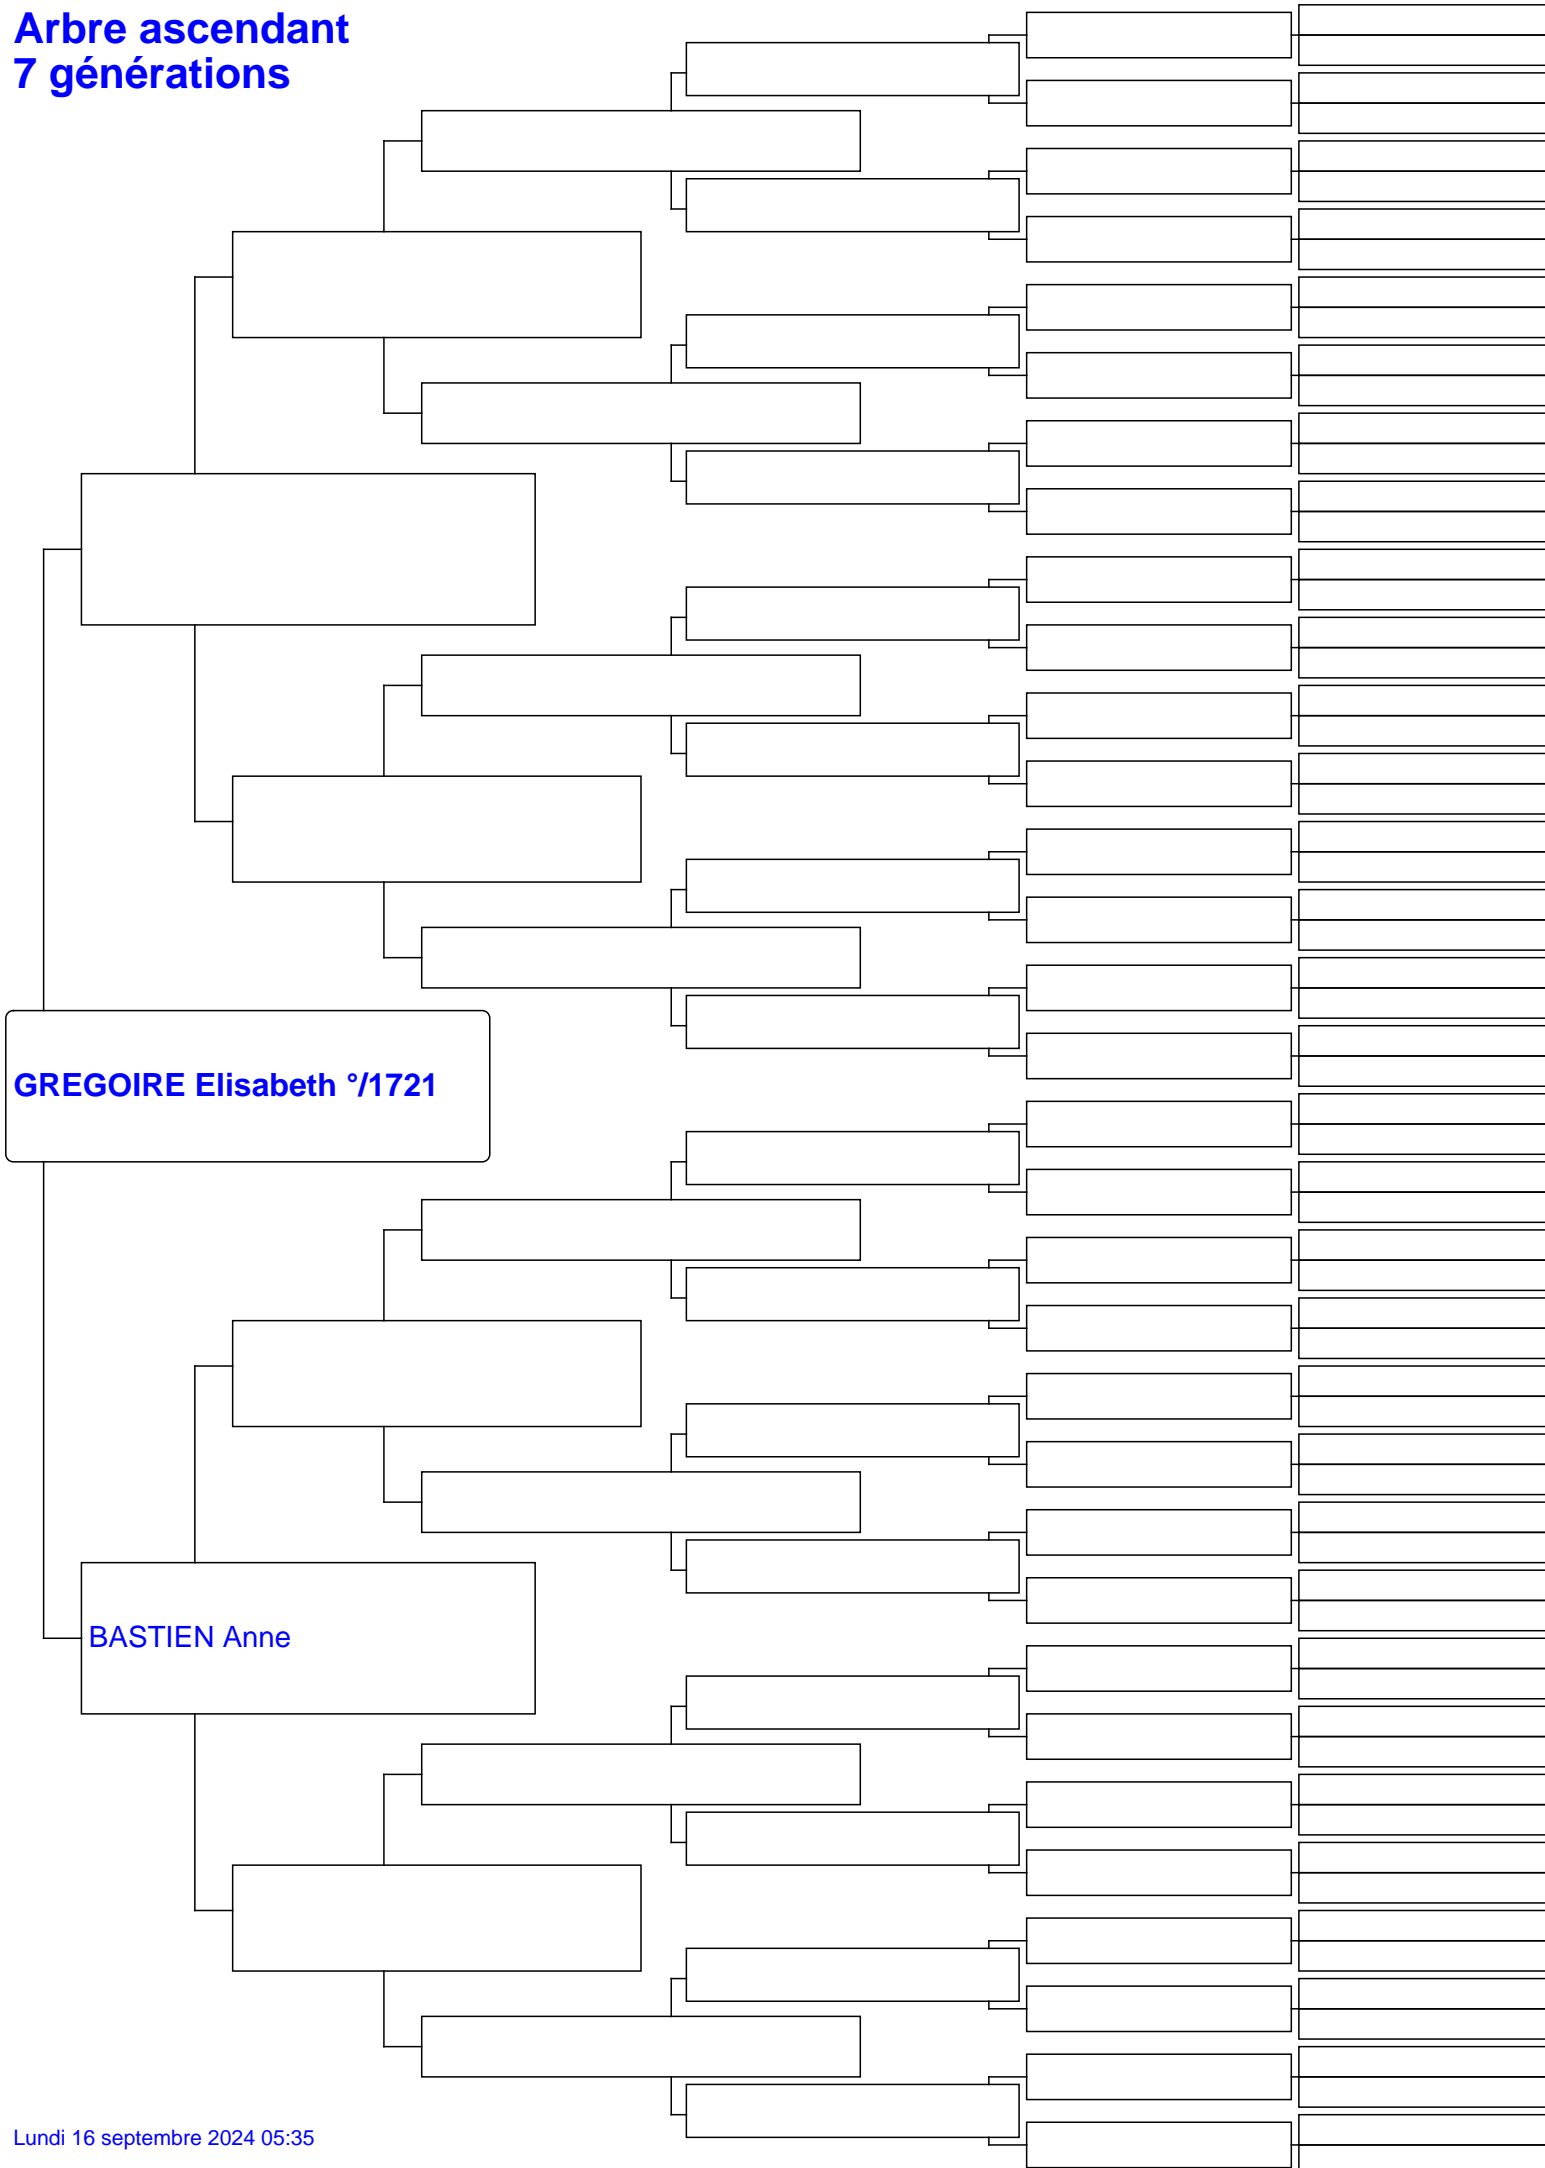 Arbre ascendant
7 générations
GREGOIRE Elisabeth °/1721
BASTIEN Anne
Lundi 16 septembre 2024 05:35